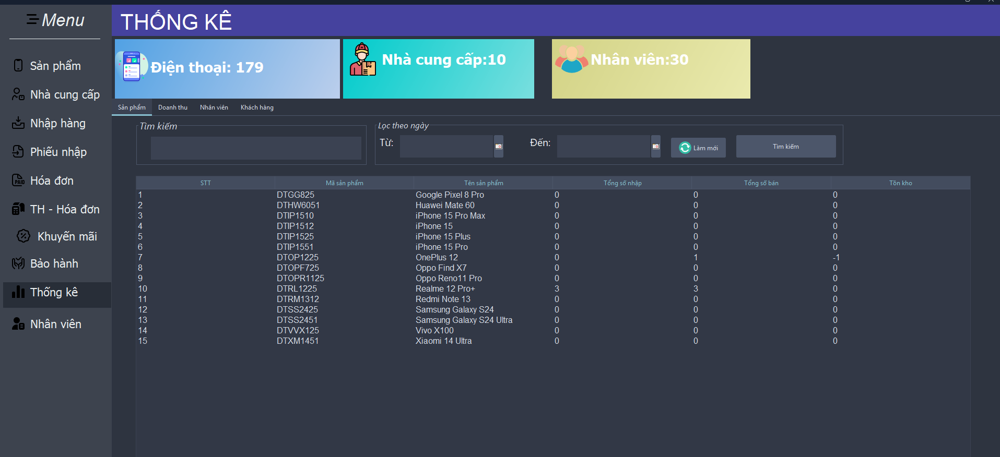 Menu
Sản phẩm
Nhà cung cấp
Nhập hàng
Phiếu nhập
PAID
Hóa đơn
TH - Hóa đơn
Khuyến mãi
Bảo hành
Thống kê
Nhân viên
THỐNG KÊ
Điện thoại: 179
Nhà cung cấp:10
Nhân viên:30
Sản phẩm Doanh thu Nhân viên Khách hàng
Tìm kiếm
Lọc theo ngày
Từ: Đến: Làm mới Tìm kiếm
STT Mã sản phẩm Tên sản phẩm Tổng số nhập Tổng số bán Tồn kho
1 DTGG825 Google Pixel 8 Pro 0 0 0
2 DTHW6051 Huawei Mate 60 0 0 0
3 DTIP1510 iPhone 15 Pro Max 0 0 0
4 DTIP1512 iPhone 15 0 0 0
5 DTIP1525 iPhone 15 Plus 0 0 0
6 DTIP1551 iPhone 15 Pro 0 0 0
7 DTOP1225 OnePlus 12 0 1 -1
8 DTOPF725 Oppo Find X7 0 0 0
9 DTOPR1125 Oppo Reno11 Pro 0 0 0
10 DTRL1225 Realme 12 Pro+ 3 3 0
11 DTRM1312 Redmi Note 13 0 0 0
12 DTSS2425 Samsung Galaxy S24 0 0 0
13 DTSS2451 Samsung Galaxy S24 Ultra 0 0 0
14 DTVVX125 Vivo X100 0 0 0
15 DTXM1451 Xiaomi 14 Ultra 0 0 0